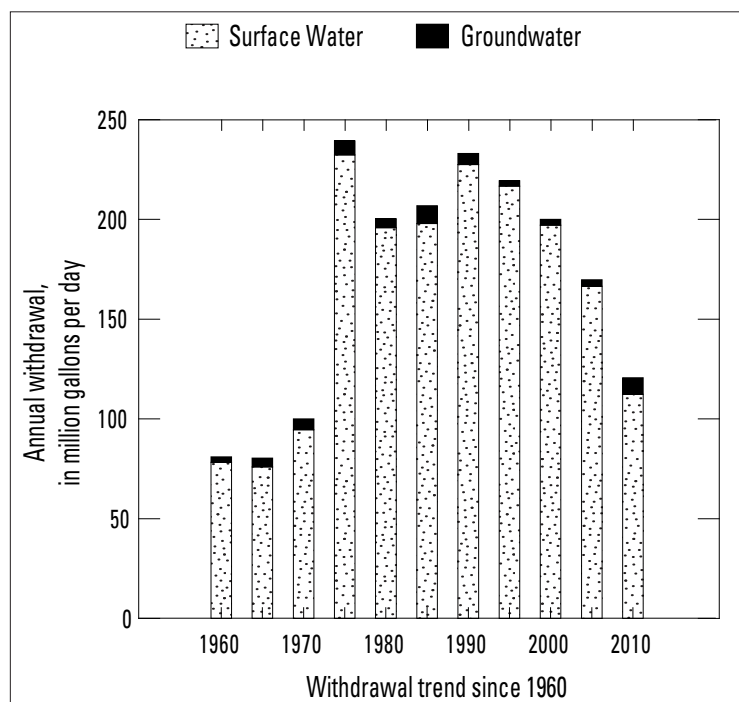 Surface Water Groundwater
250
200
150
100
50
0
Annual withdrawal,
in million gallons per day
1960 1970 1980 1990 2000 2010
Withdrawal trend since 1960